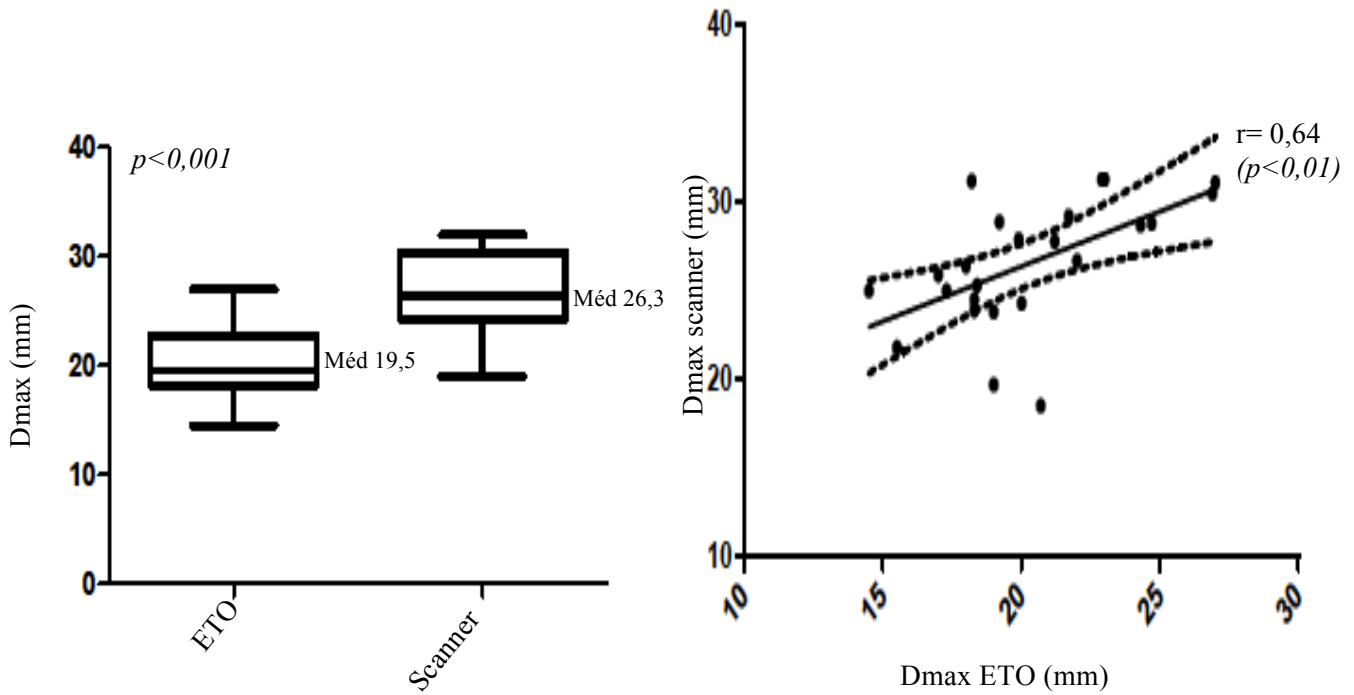 40
p<0,001
30
20
10
0
Dmax (mm)
Méd 19,5
Méd 26,3
ETO
Scanner
40
30
20
10
Dmax scanner (mm)
r= 0,64
(p<0,01)
10
15
20
25
30
Dmax ETO (mm)